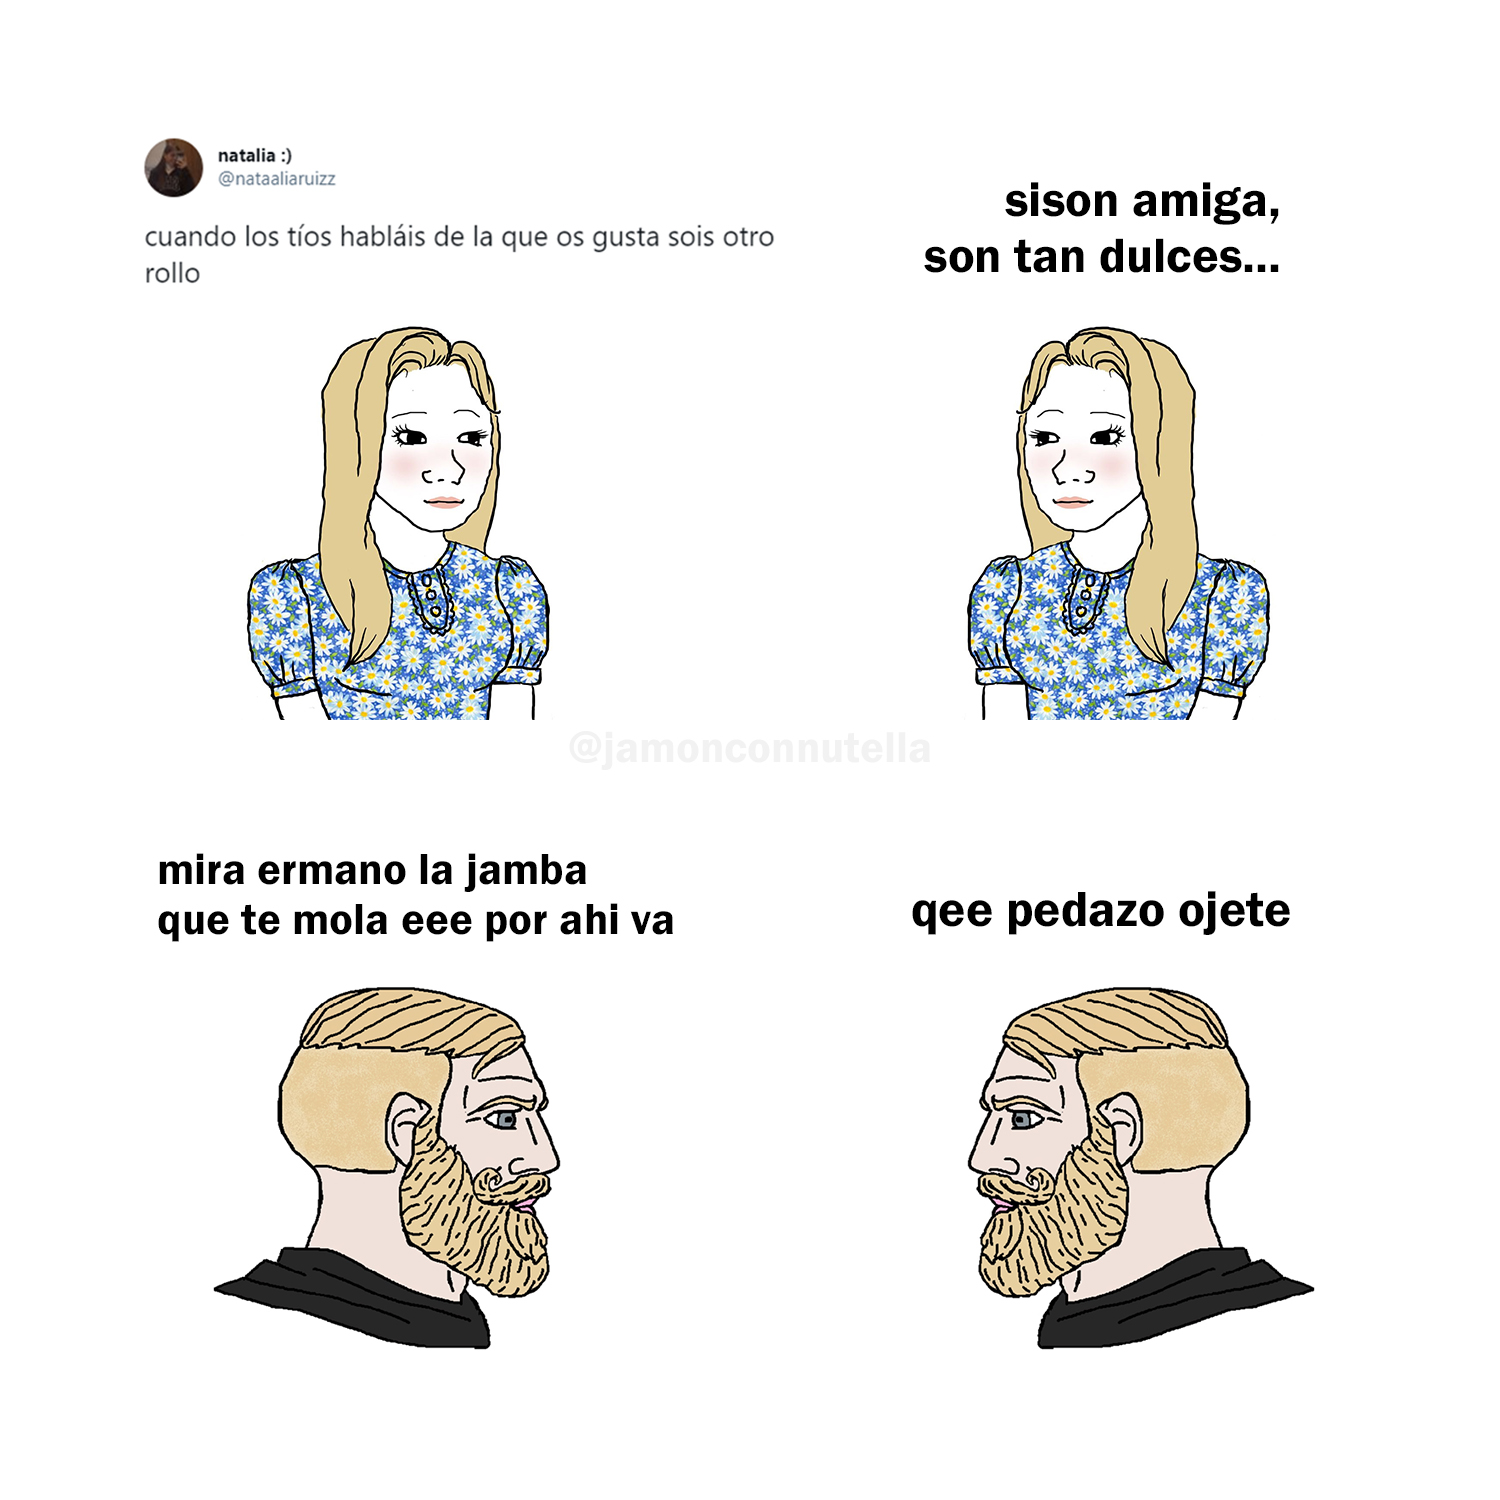 natalia :)
@nataaliaruizz
cuando los tíos habláis de la que os gusta sois otro
rollo
sison amiga,
son tan dulces...
@jamonconnutella
mira ermano la jamba
que te mola eee por ahi va
qee pedazo ojete